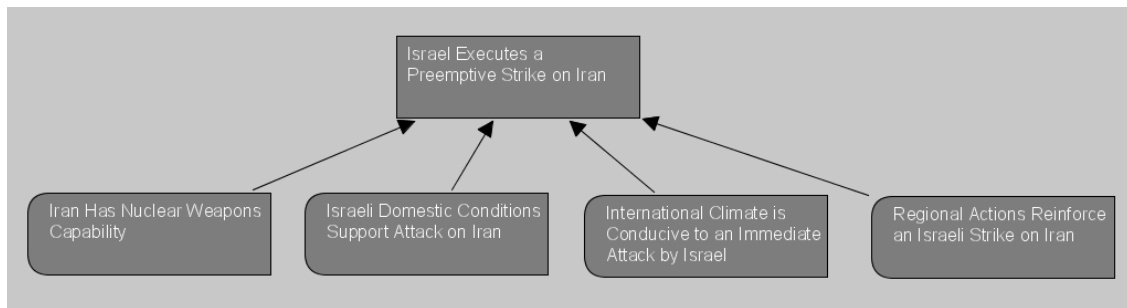 Israel Executes a
Preemptive Strike on Iran
Iran Has Nuclear Weapons
Capability
Israeli Domestic Conditions
Support Attack on Iran
International Climate is
Conducive to an Immediate
Attack by Israel
Regional Actions Reinforce
an Israeli Strike on Iran